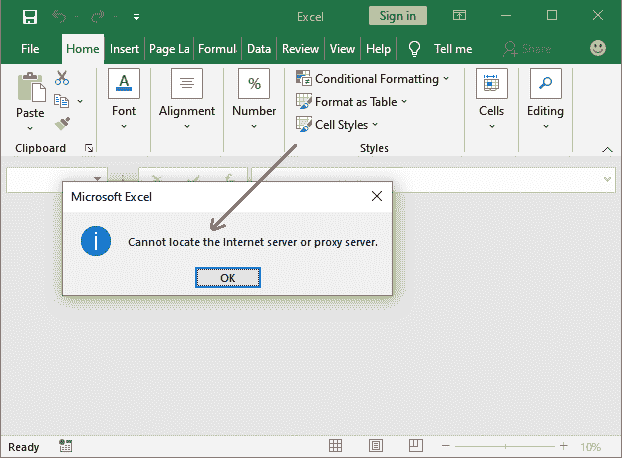 Excel
Sign in
File Home Insert Page La Formul Data Review View Help Tell me Share
Paste
Clipboard
A
Font
Alignment
%
Number
Conditional Formatting
Format as Table
Cell Styles
Styles
Cells
Editing
Microsoft Excel
i
Cannot locate the Internet server or proxy server.
OK
Ready
10%